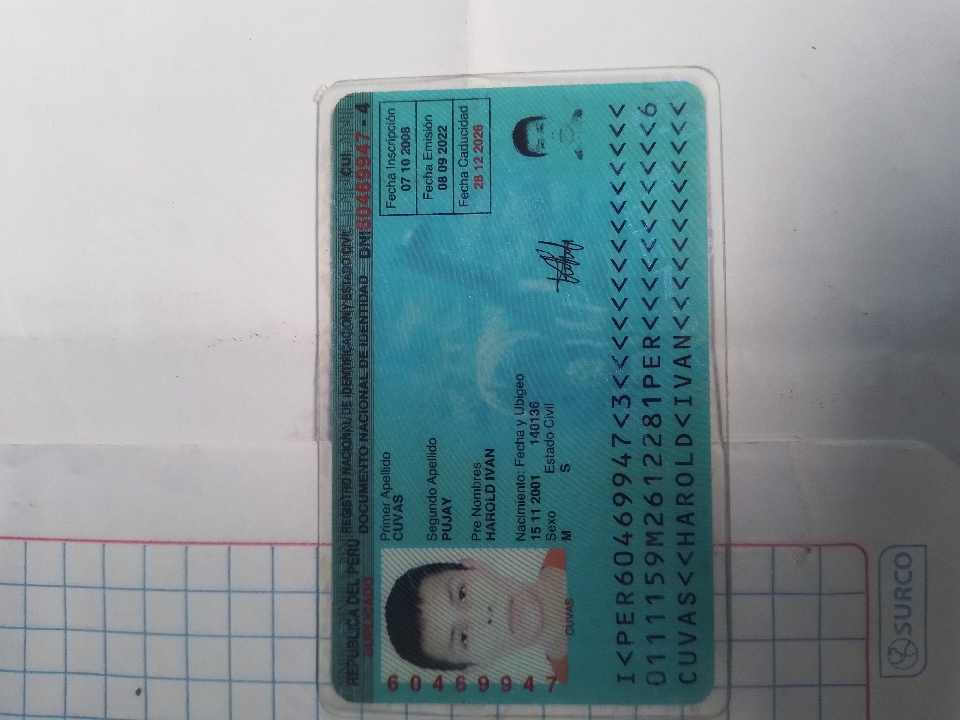 REPUBLICA DEL PERU REGISTRO NACIONAL DE IDENTIFICACION Y ESTADO CIVIL CUI
DUPLICADO DOCUMENTO NACIONAL DE IDENTIDAD DNI 60469947 - 4
Primer Apellido
CUVAS
Segundo Apellido
PUJAY
Pre Nombres
HAROLD IVAN
Nacimiento: Fecha y Ubigeo
15 11 2001 140136
Sexo Estado Civil
M S
Fecha Inscripción
07 10 2008
Fecha Emisión
08 09 2022
Fecha Caducidad
28 12 2026
CUVAS
60469947
I<PER60469947<3<<<<<<<<<<<<<<<
0111159M2612281PER<<<<<<<<<<<6
CUVAS<<HAROLD<IVAN<<<<<<<<<<<<
SURCO